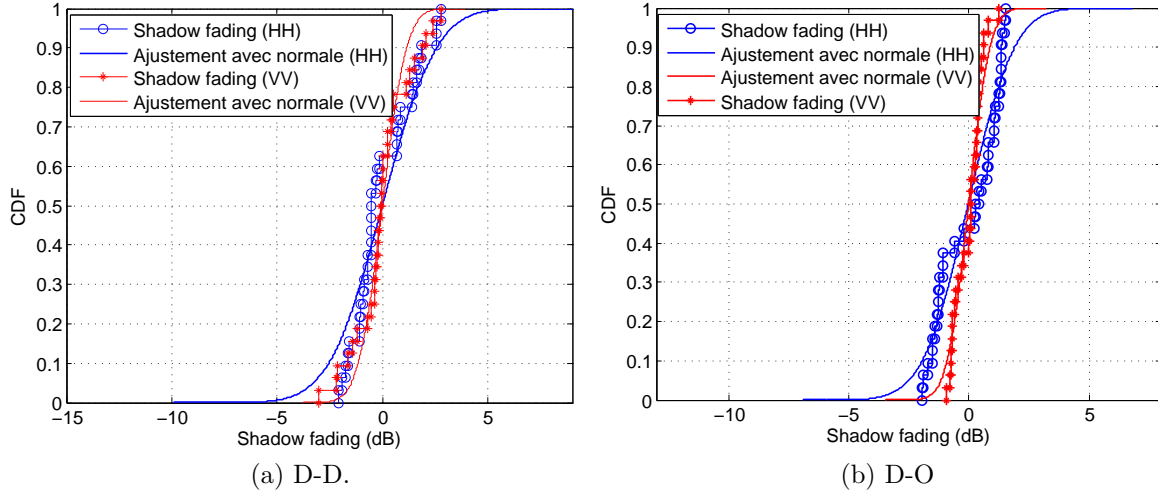 1
0.9
0.8
0.7
0.6
0.5
0.4
0.3
0.2
0.1
0
CDF
Shadow fading (HH)
Ajustement avec normale (HH)
Shadow fading (VV)
Ajustement avec normale (VV)
−15 −10 −5 0 5
Shadow fading (dB)
(a) D-D.
1
0.9
0.8
0.7
0.6
0.5
0.4
0.3
0.2
0.1
0
CDF
Shadow fading (HH)
Ajustement avec normale (HH)
Ajustement avec normale (VV)
Shadow fading (VV)
−10 −5 0 5
Shadow fading (dB)
(b) D-O